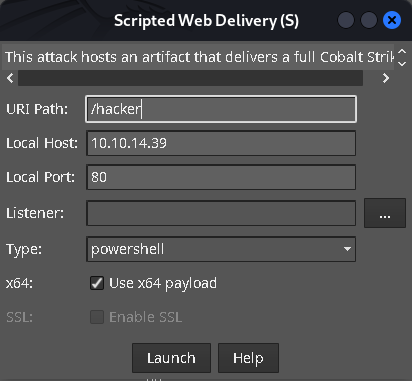 Scripted Web Delivery (S)
This attack hosts an artifact that delivers a full Cobalt Strik
URI Path: /hacker
Local Host: 10.10.14.39
Local Port: 80
Listener: ...
Type: powershell
x64: Use x64 payload
SSL: Enable SSL
Launch Help